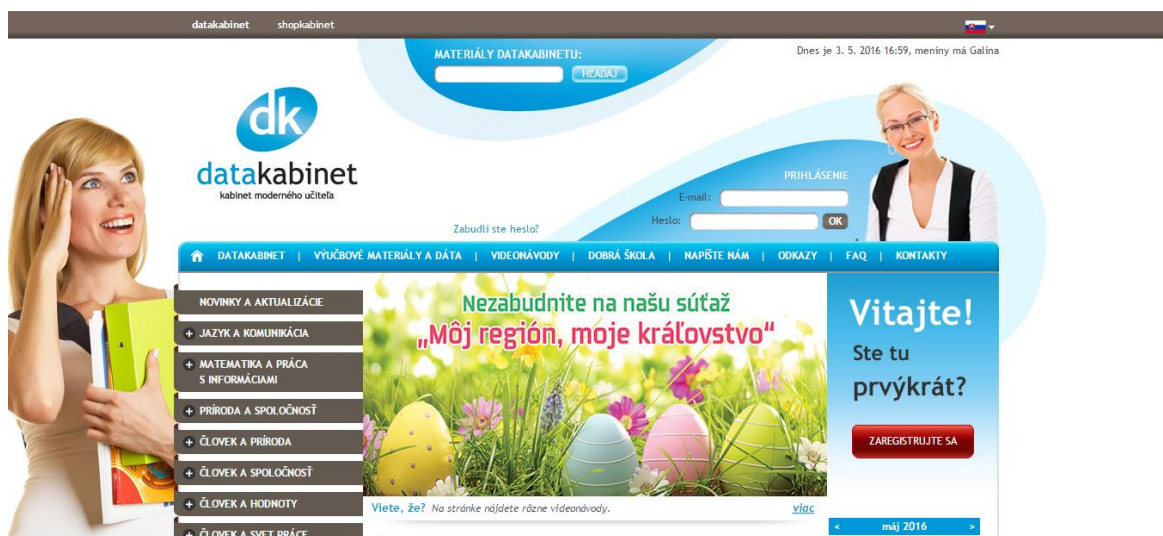 datakabinet shopkabinet
MATERIÁLY DATAKABINETU:
HĽADAJ
Dnes je 3. 5. 2016 16:59, meniny má Galina
dk
datakabinet
kabinet moderného učiteľa
PRIHLÁSENIE
E-mail:
Heslo:
OK
Zabudli ste heslo?
DATAKABINET | VÝUČBOVÉ MATERIÁLY A DÁTA | VIDEONÁVODY | DOBRÁ ŠKOLA | NAPÍŠTE NÁM | ODKAZY | FAQ | KONTAKTY
NOVINKY A AKTUALIZÁCIE
+ JAZYK A KOMUNIKÁCIA
+ MATEMATIKA A PRÁCA
S INFORMÁCIAMI
+ PRÍRODA A SPOLOČNOSŤ
+ ČLOVEK A PRÍRODA
+ ČLOVEK A SPOLOČNOSŤ
+ ČLOVEK A HODNOTY
+ ČLOVEK A SVET PRÁCE
Nezabudnite na našu súťaž
„Môj región, moje kráľovstvo“
Viete, že? Na stránke nájdete rôzne videonávody.
viac
Vitajte!
Ste tu
prvýkrát?
ZAREGISTRUJTE SA
< máj 2016 >